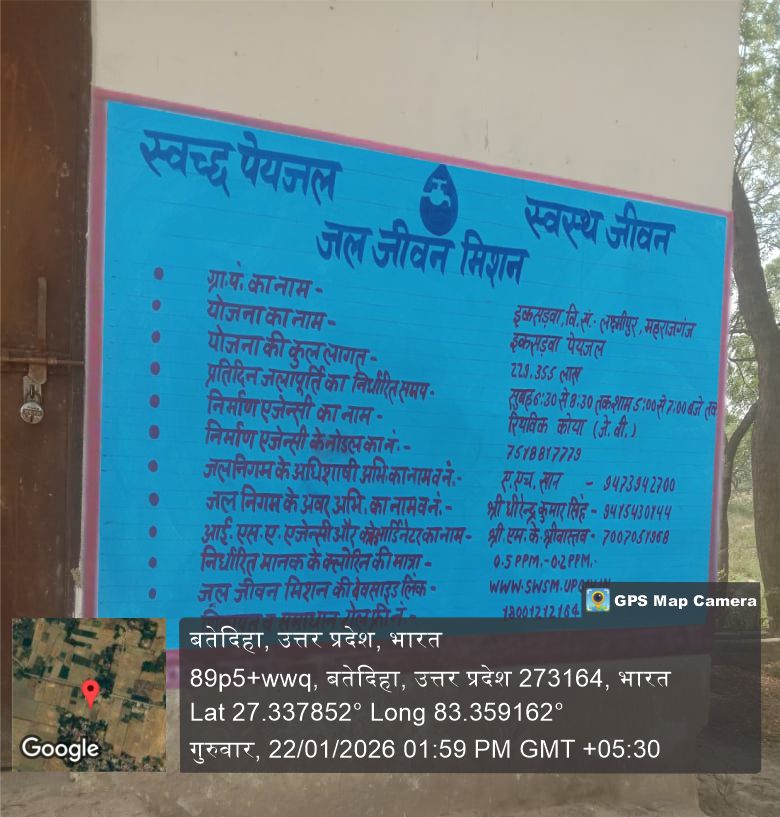 स्वच्छ पेयजल
स्वस्थ जीवन
जल जीवन मिशन
ग्रा.पं. का नाम - इकसड़वा, वि.सं.- लक्ष्मीपुर, महराजगंज
योजना का नाम - इकसड़वा पेयजल
योजना की कुल लागत - 229.355 लाख
प्रतिदिन जलापूर्ति का निर्धारित समय - सुबह 6:30 से 8:30 तक शाम 5:00 से 7:00 बजे तक
निर्माण एजेन्सी का नाम - रियविक कोया (जे.वी.)
निर्माण एजेन्सी के नोडल का नं.- 7518817779
जलनिगम के अधिशाषी अभि. का नाम व नं.- ए.एच. खान - 9473942700
जल निगम के अवर अभि. का नाम व नं.- श्री धीरेन्द्र कुमार सिंह - 9415430144
आई.एस.ए. एजेन्सी और कोआर्डिनेटर का नाम - श्री एम.के. श्रीवास्तव - 7007051968
निर्धारित मानक के क्लोरिन की मात्रा - 0.5 PPM.-0.2 PPM.-
जल जीवन मिशन की वेवसाइड लिंक - WWW.SWSM.UP
व समाधान नं.- 18001212164
GPS Map Camera
बतेदिहा, उत्तर प्रदेश, भारत
89p5+wwq, बतेदिहा, उत्तर प्रदेश 273164, भारत
Lat 27.337852° Long 83.359162°
गुरुवार, 22/01/2026 01:59 PM GMT +05:30
Google